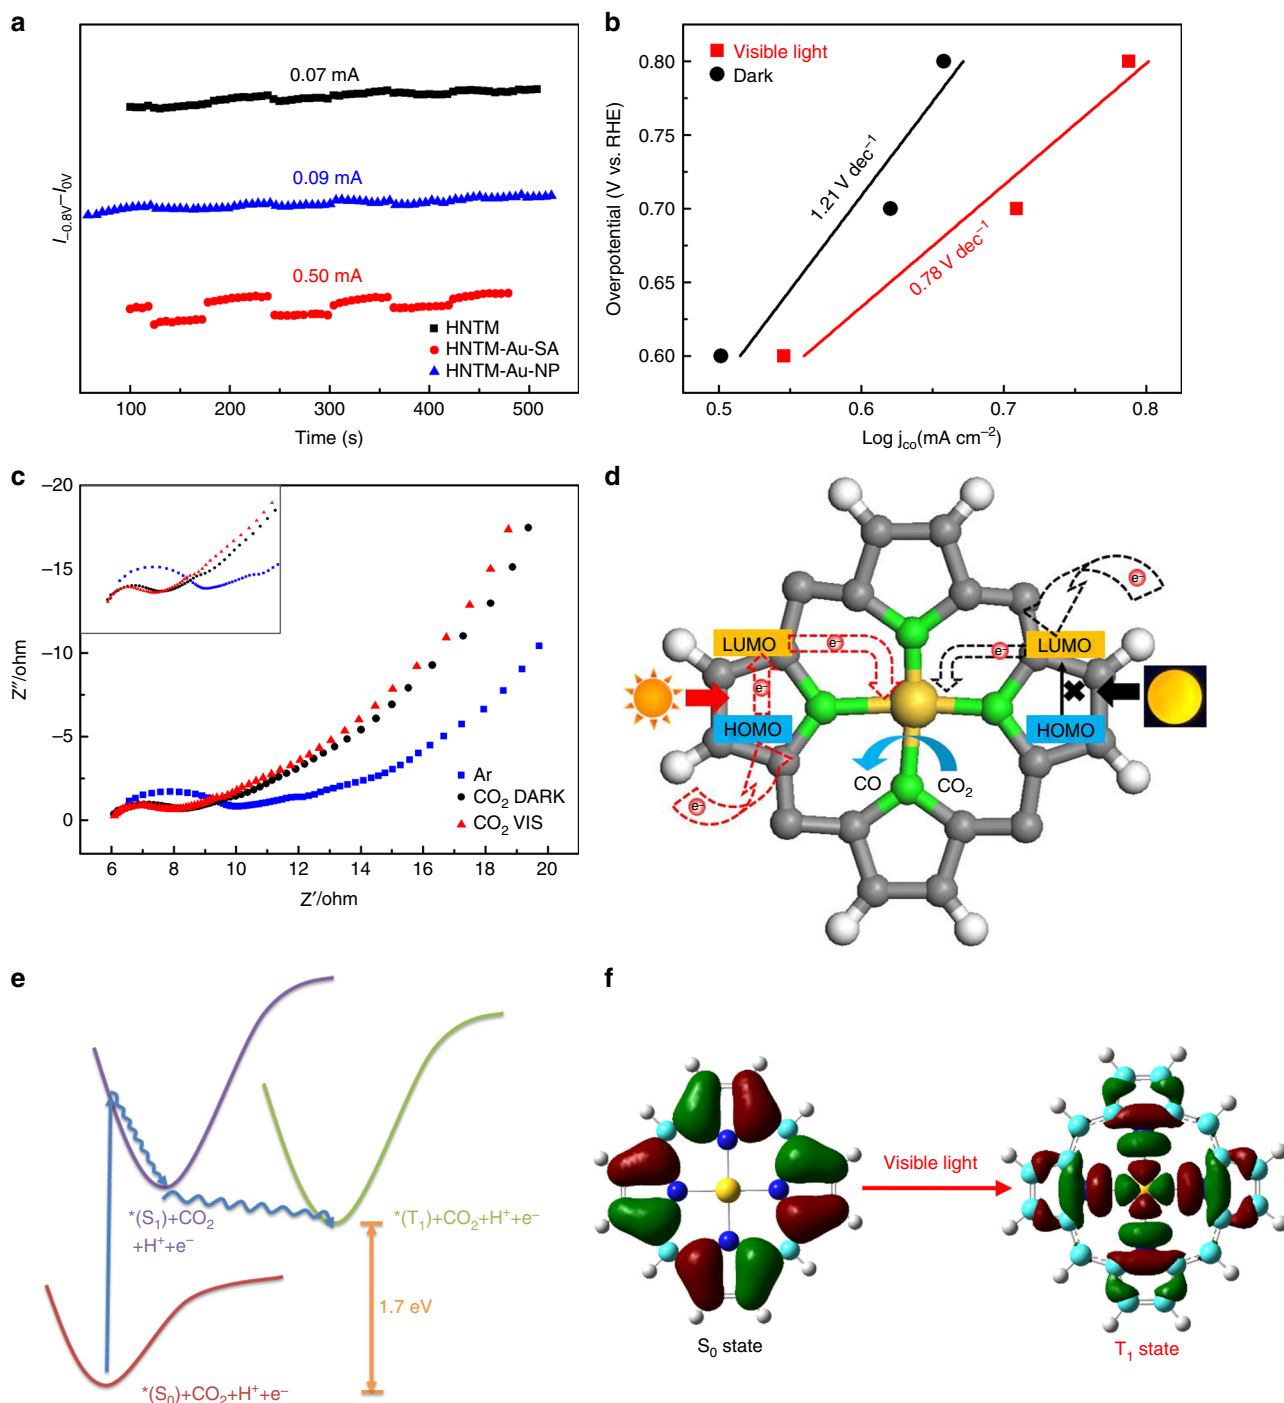 a
0.07 mA
0.09 mA
0.50 mA
I–0.8V–I0V
HNTM
HNTM-Au-SA
HNTM-Au-NP
100 200 300 400 500
Time (s)
b
Visible light
Dark
0.80
0.75
0.70
0.65
0.60
Overpotential (V vs. RHE)
1.21 V dec–1
0.78 V dec–1
0.5 0.6 0.7 0.8
Log jco(mA cm–2)
c
–20
–15
–10
–5
0
Z″/ohm
Ar
CO2 DARK
CO2 VIS
6 8 10 12 14 16 18 20
Z′/ohm
d
LUMO
HOMO
e–
e–
e–
e–
e–
LUMO
HOMO
CO
CO2
e
*(S1)+CO2
+H++e–
*(T1)+CO2+H++e–
1.7 eV
*(S0)+CO2+H++e–
f
Visible light
S0 state
T1 state